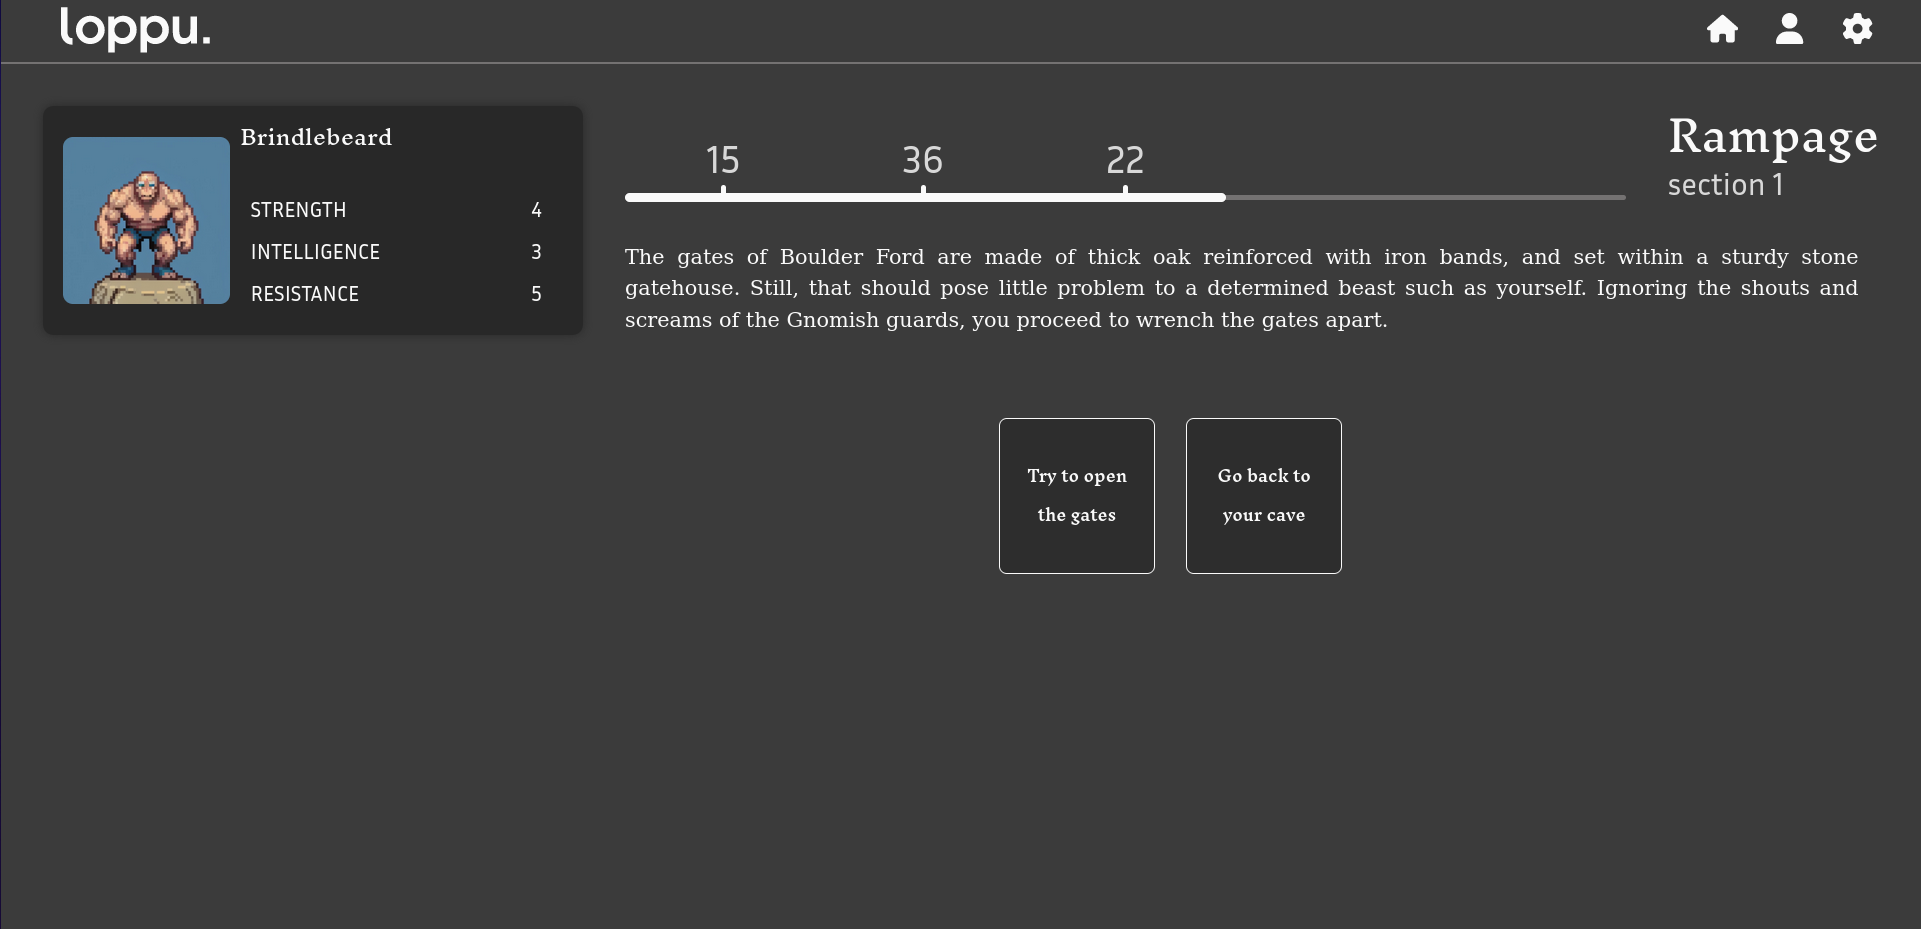 loppu.
Brindlebeard
STRENGTH 4
INTELLIGENCE 3
RESISTANCE 5
15 36 22
Rampage
section 1
The gates of Boulder Ford are made of thick oak reinforced with iron bands, and set within a sturdy stone
gatehouse. Still, that should pose little problem to a determined beast such as yourself. Ignoring the shouts and
screams of the Gnomish guards, you proceed to wrench the gates apart.
Try to open
the gates
Go back to
your cave